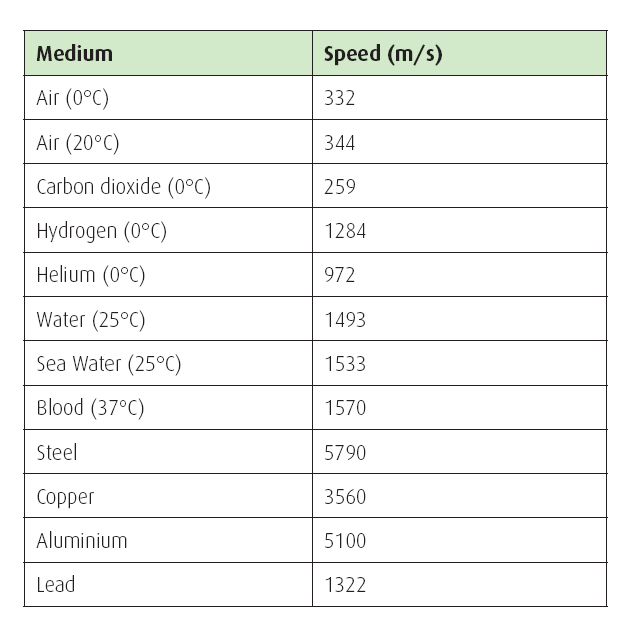 Medium Speed (m/s)
Air (0°C) 332
Air (20°C) 344
Carbon dioxide (0°C) 259
Hydrogen (0°C) 1284
Helium (0°C) 972
Water (25°C) 1493
Sea Water (25°C) 1533
Blood (37°C) 1570
Steel 5790
Copper 3560
Aluminium 5100
Lead 1322